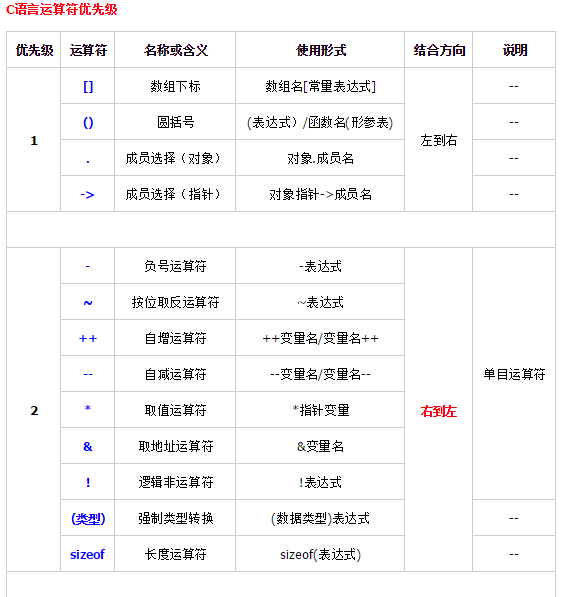 C语言运算符优先级
优先级 运算符 名称或含义 使用形式 结合方向 说明
1 [] 数组下标 数组名[常量表达式] 左到右 --
() 圆括号 (表达式）/函数名(形参表) --
. 成员选择（对象） 对象.成员名 --
-> 成员选择（指针） 对象指针->成员名 --
2 - 负号运算符 -表达式 右到左 单目运算符
~ 按位取反运算符 ~表达式
++ 自增运算符 ++变量名/变量名++
-- 自减运算符 --变量名/变量名--
* 取值运算符 *指针变量
& 取地址运算符 &变量名
! 逻辑非运算符 !表达式
(类型) 强制类型转换 (数据类型)表达式 --
sizeof 长度运算符 sizeof(表达式) --